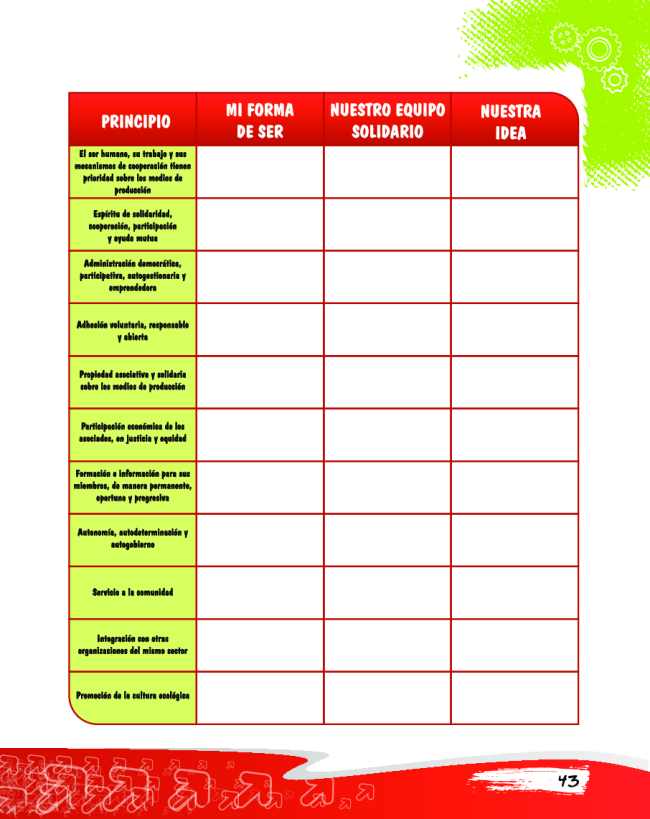 PRINCIPIO
MI FORMA
DE SER
NUESTRO EQUIPO
SOLIDARIO
NUESTRA
IDEA
El ser humano, su trabajo y sus
mecanismos de cooperación tienen
prioridad sobre los medios de
producción
Espíritu de solidaridad,
cooperación, participación
y ayuda mutua
Administración democrática,
participativa, autogestionaria y
emprendedora
Adhesión voluntaria, responsable
y abierta
Propiedad asociativa y solidaria
sobre los medios de producción
Participación económica de los
asociados, en justicia y equidad
Formación e información para sus
miembros, de manera permanente,
oportuna y progresiva
Autonomía, autodeterminación y
autogobierno
Servicio a la comunidad
Integración con otras
organizaciones del mismo sector
Promoción de la cultura ecológica
43